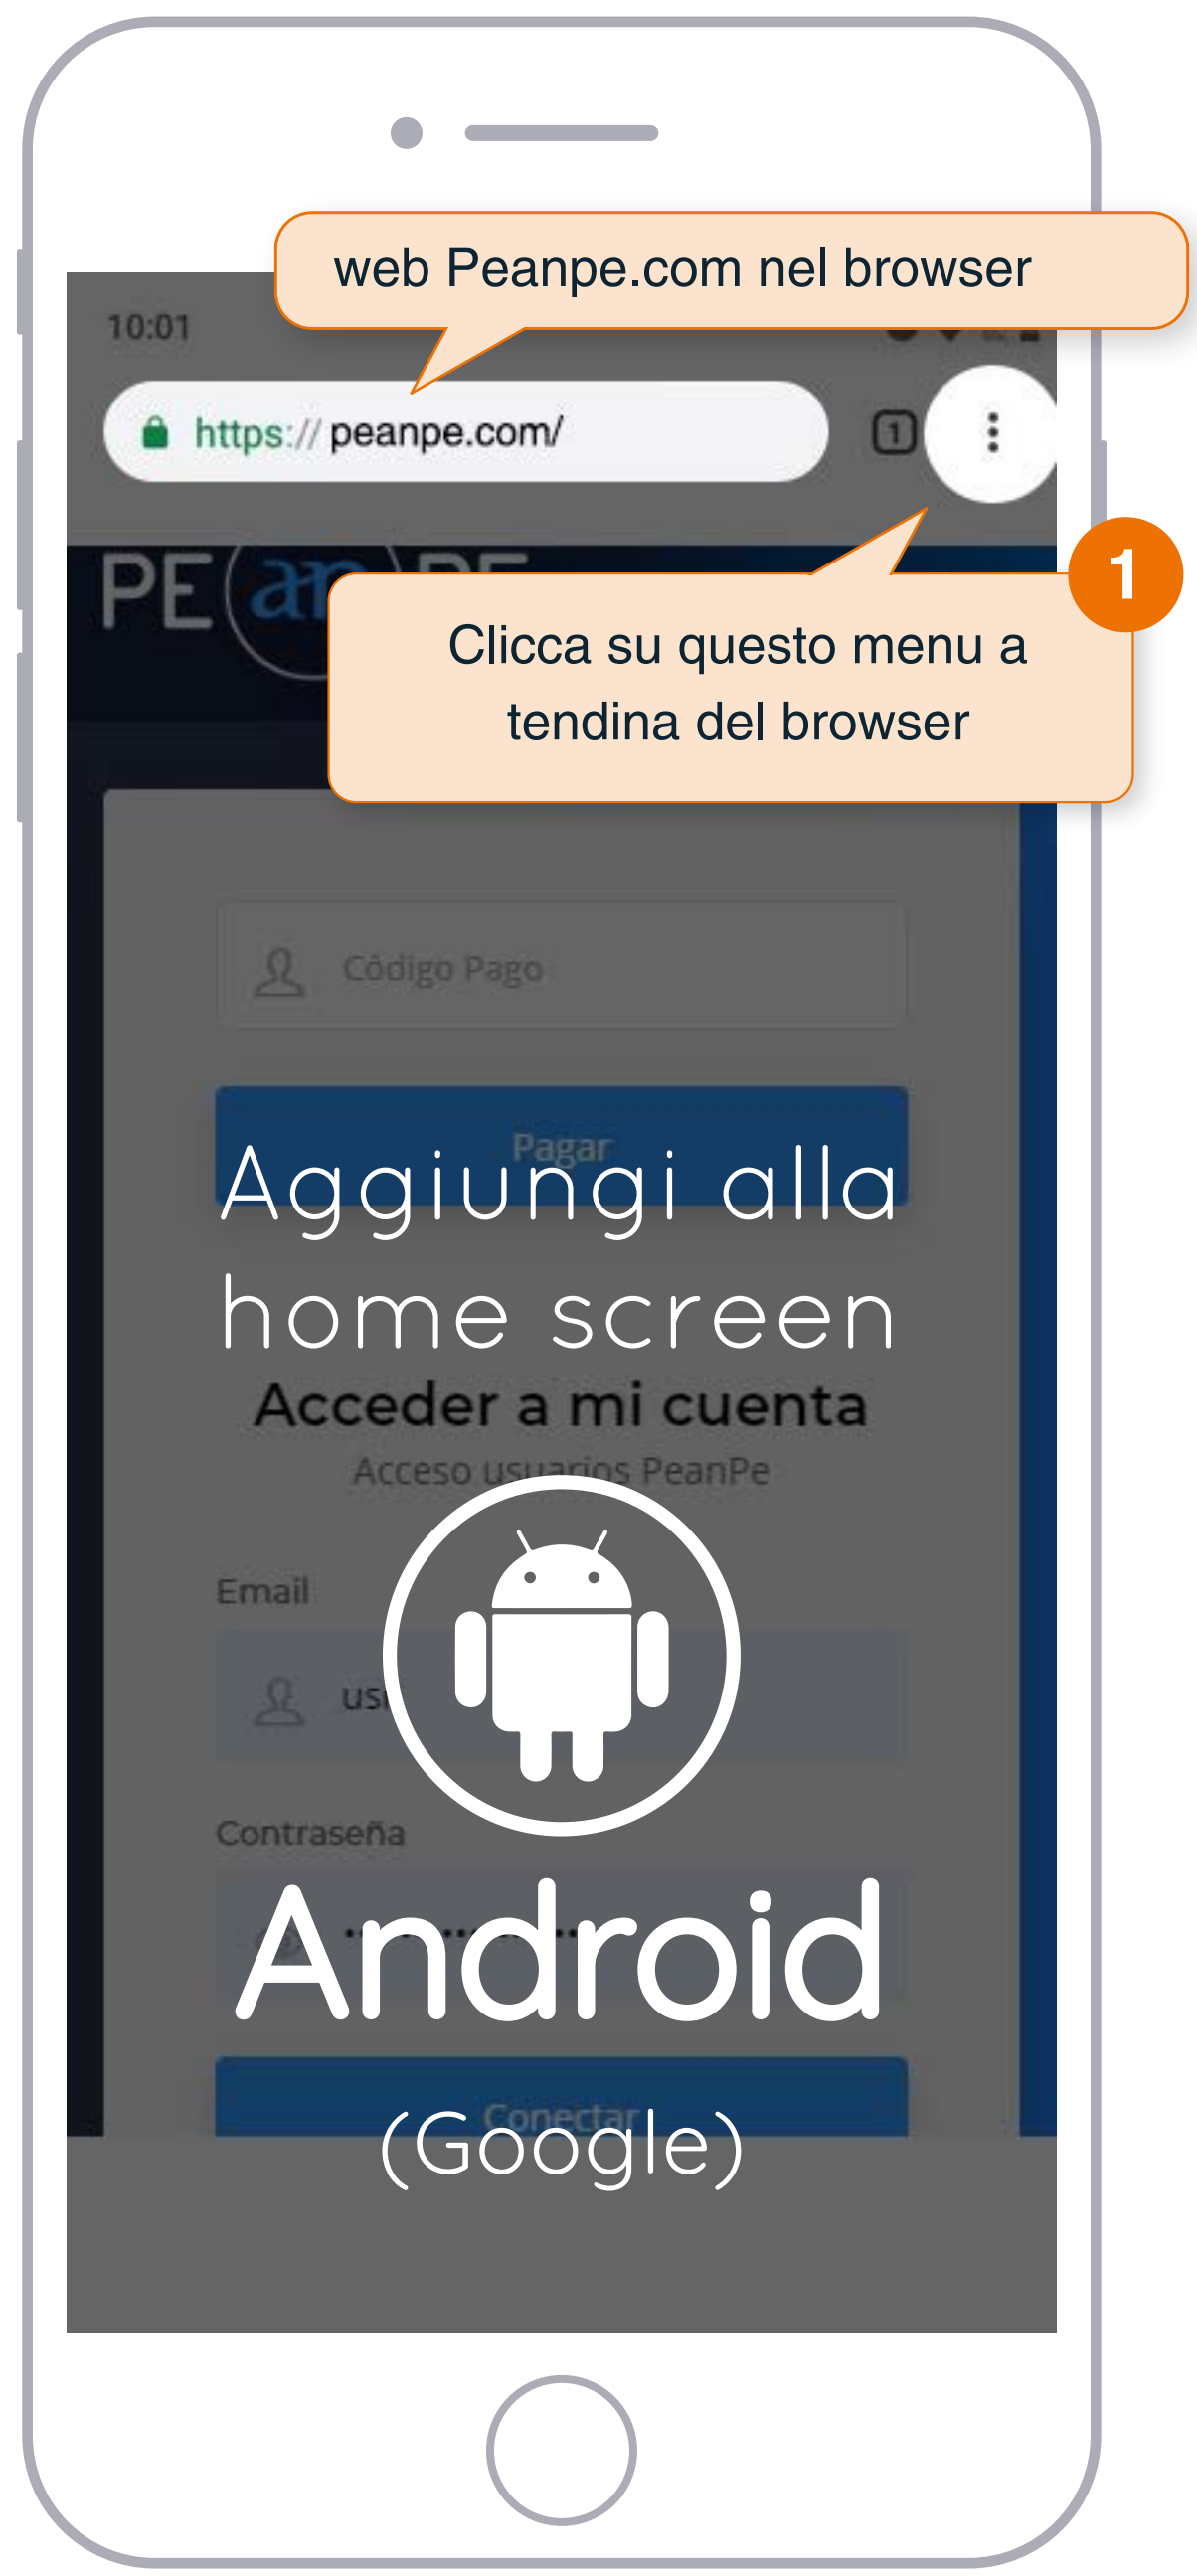 web Peanpe.com nel browser
10:01
https://peanpe.com/
1
PE an PE
1
Clicca su questo menu a
tendina del browser
Código Pago
Pagar
Aggiungi alla
home screen
Acceder a mi cuenta
Acceso usuarios PeanPe
Email
Contraseña
Android
Conectar
(Google)